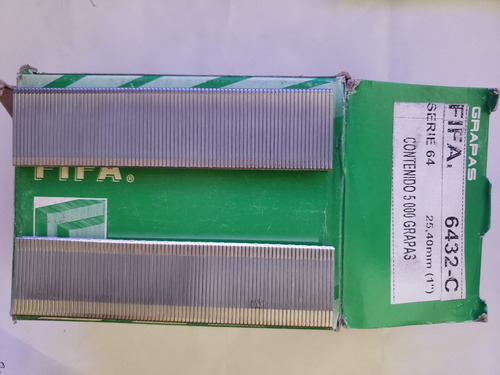 FIFA®
GRAPAS
FIFA. 6432-C
SERIE 64 25,40mm (1")
CONTENIDO 5 000 GRAPAS